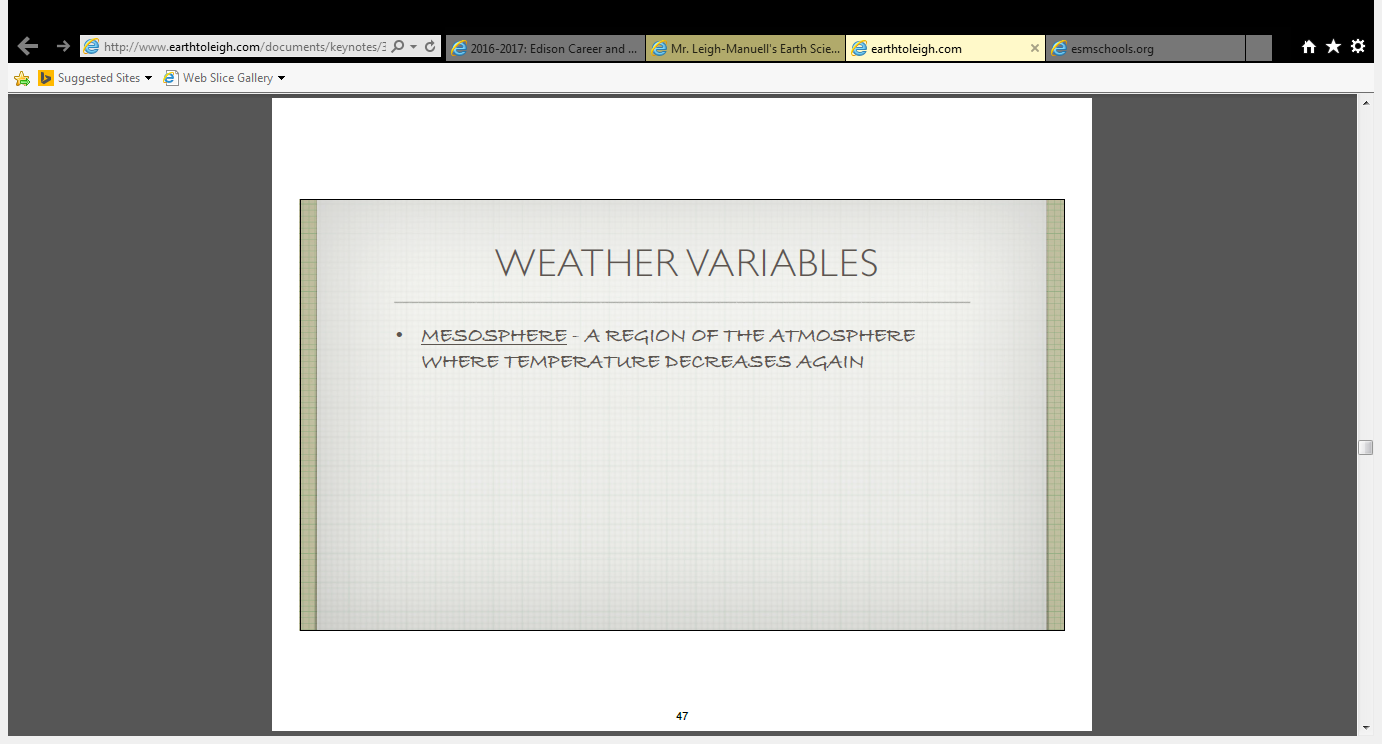 http://www.earthtoleigh.com/documents/keynotes/
2016-2017: Edison Career and ...
Mr. Leigh-Manuell's Earth Scie...
earthtoleigh.com
esmschools.org
Suggested Sites
Web Slice Gallery
WEATHER VARIABLES
• MESOSPHERE - A REGION OF THE ATMOSPHERE
WHERE TEMPERATURE DECREASES AGAIN
47